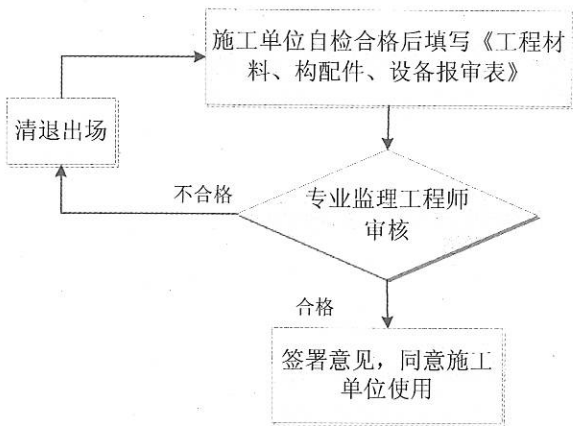 施工单位自检合格后填写《工程材
料、构配件、设备报审表》
清退出场
不合格
专业监理工程师
审核
合格
签署意见，同意施工
单位使用